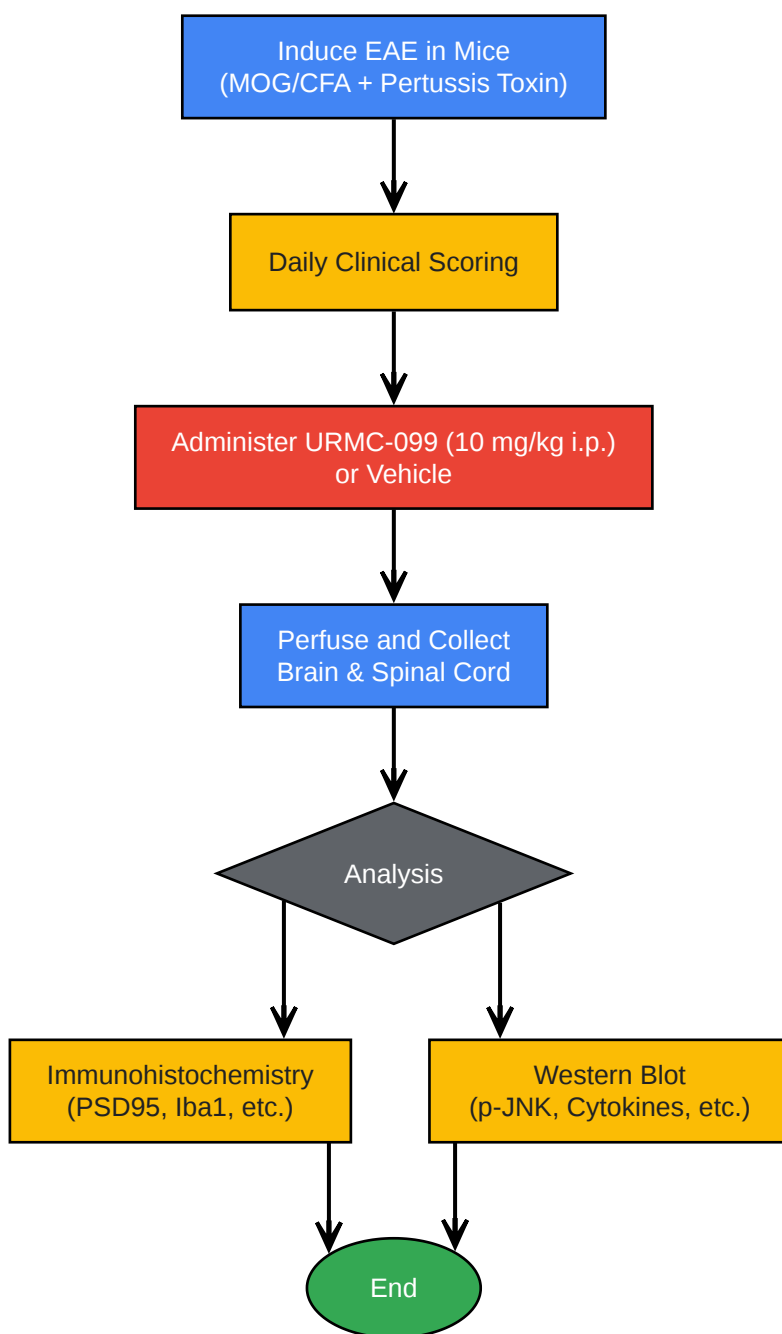 Induce EAE in Mice
(MOG/CFA + Pertussis Toxin)
Daily Clinical Scoring
Administer URMC-099 (10 mg/kg i.p.)
or Vehicle
Perfuse and Collect
Brain & Spinal Cord
Analysis
Immunohistochemistry
(PSD95, Iba1, etc.)
Western Blot
(p-JNK, Cytokines, etc.)
End